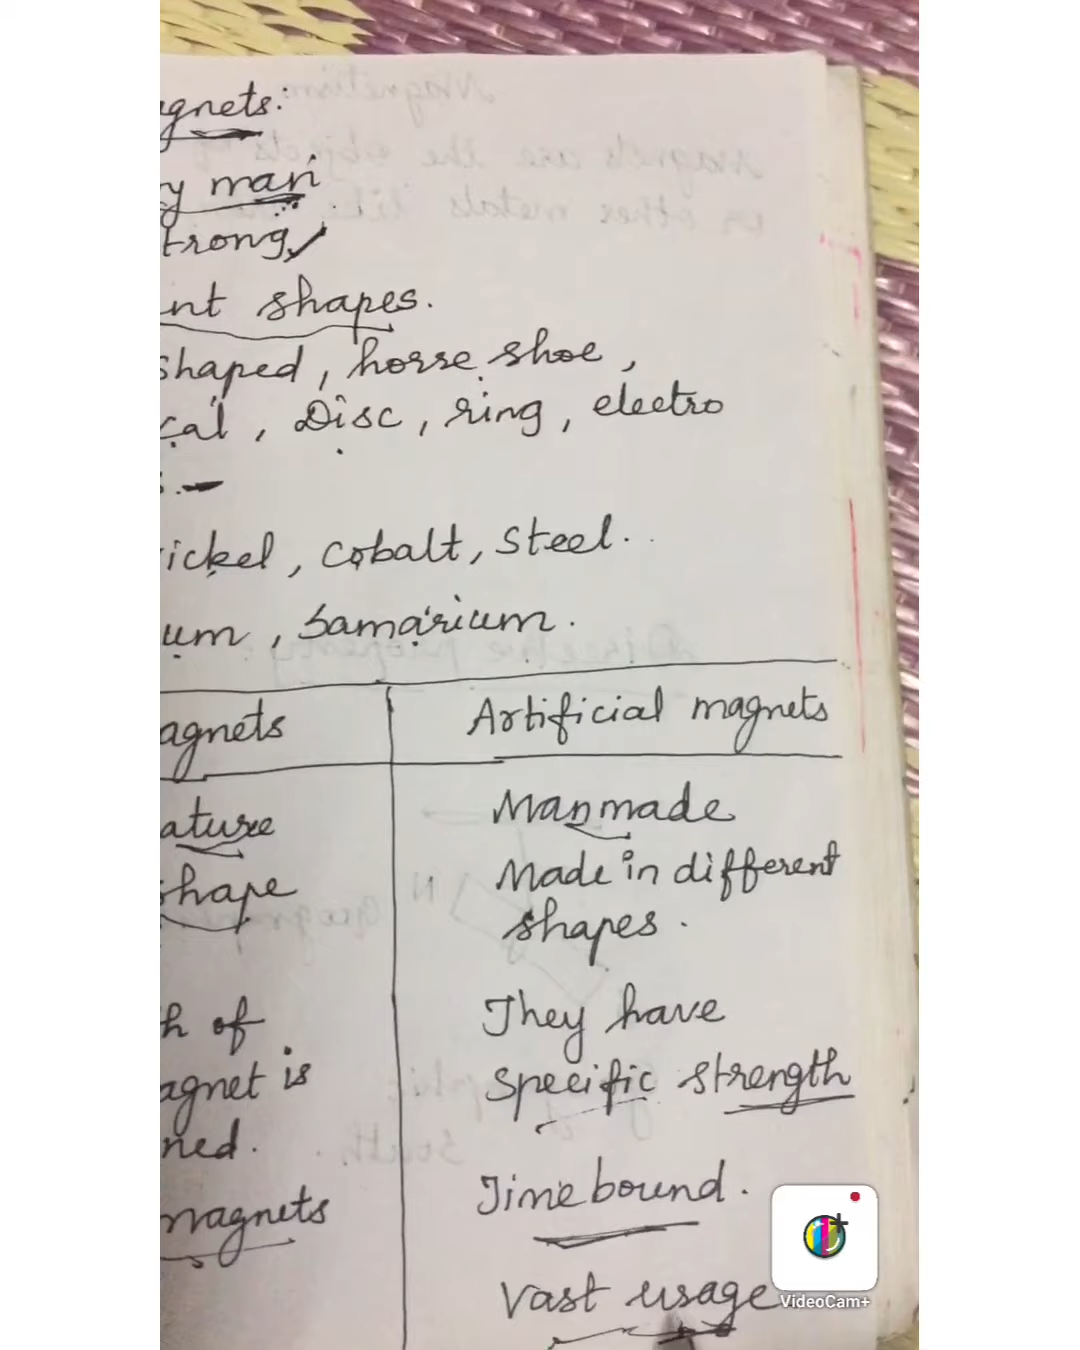 gnets:
y man
trong,
nt shapes.
shaped, horse shoe,
cal, Disc, ring, electro
s.-
ickel, Cobalt, Steel.
um, Samarium.
agnets Artificial magnets
ature Manmade
shape Made in different
shapes.
h of They have
agnet is Specific strength
ned.
magnets Time bound.
Vast usage
VideoCam+